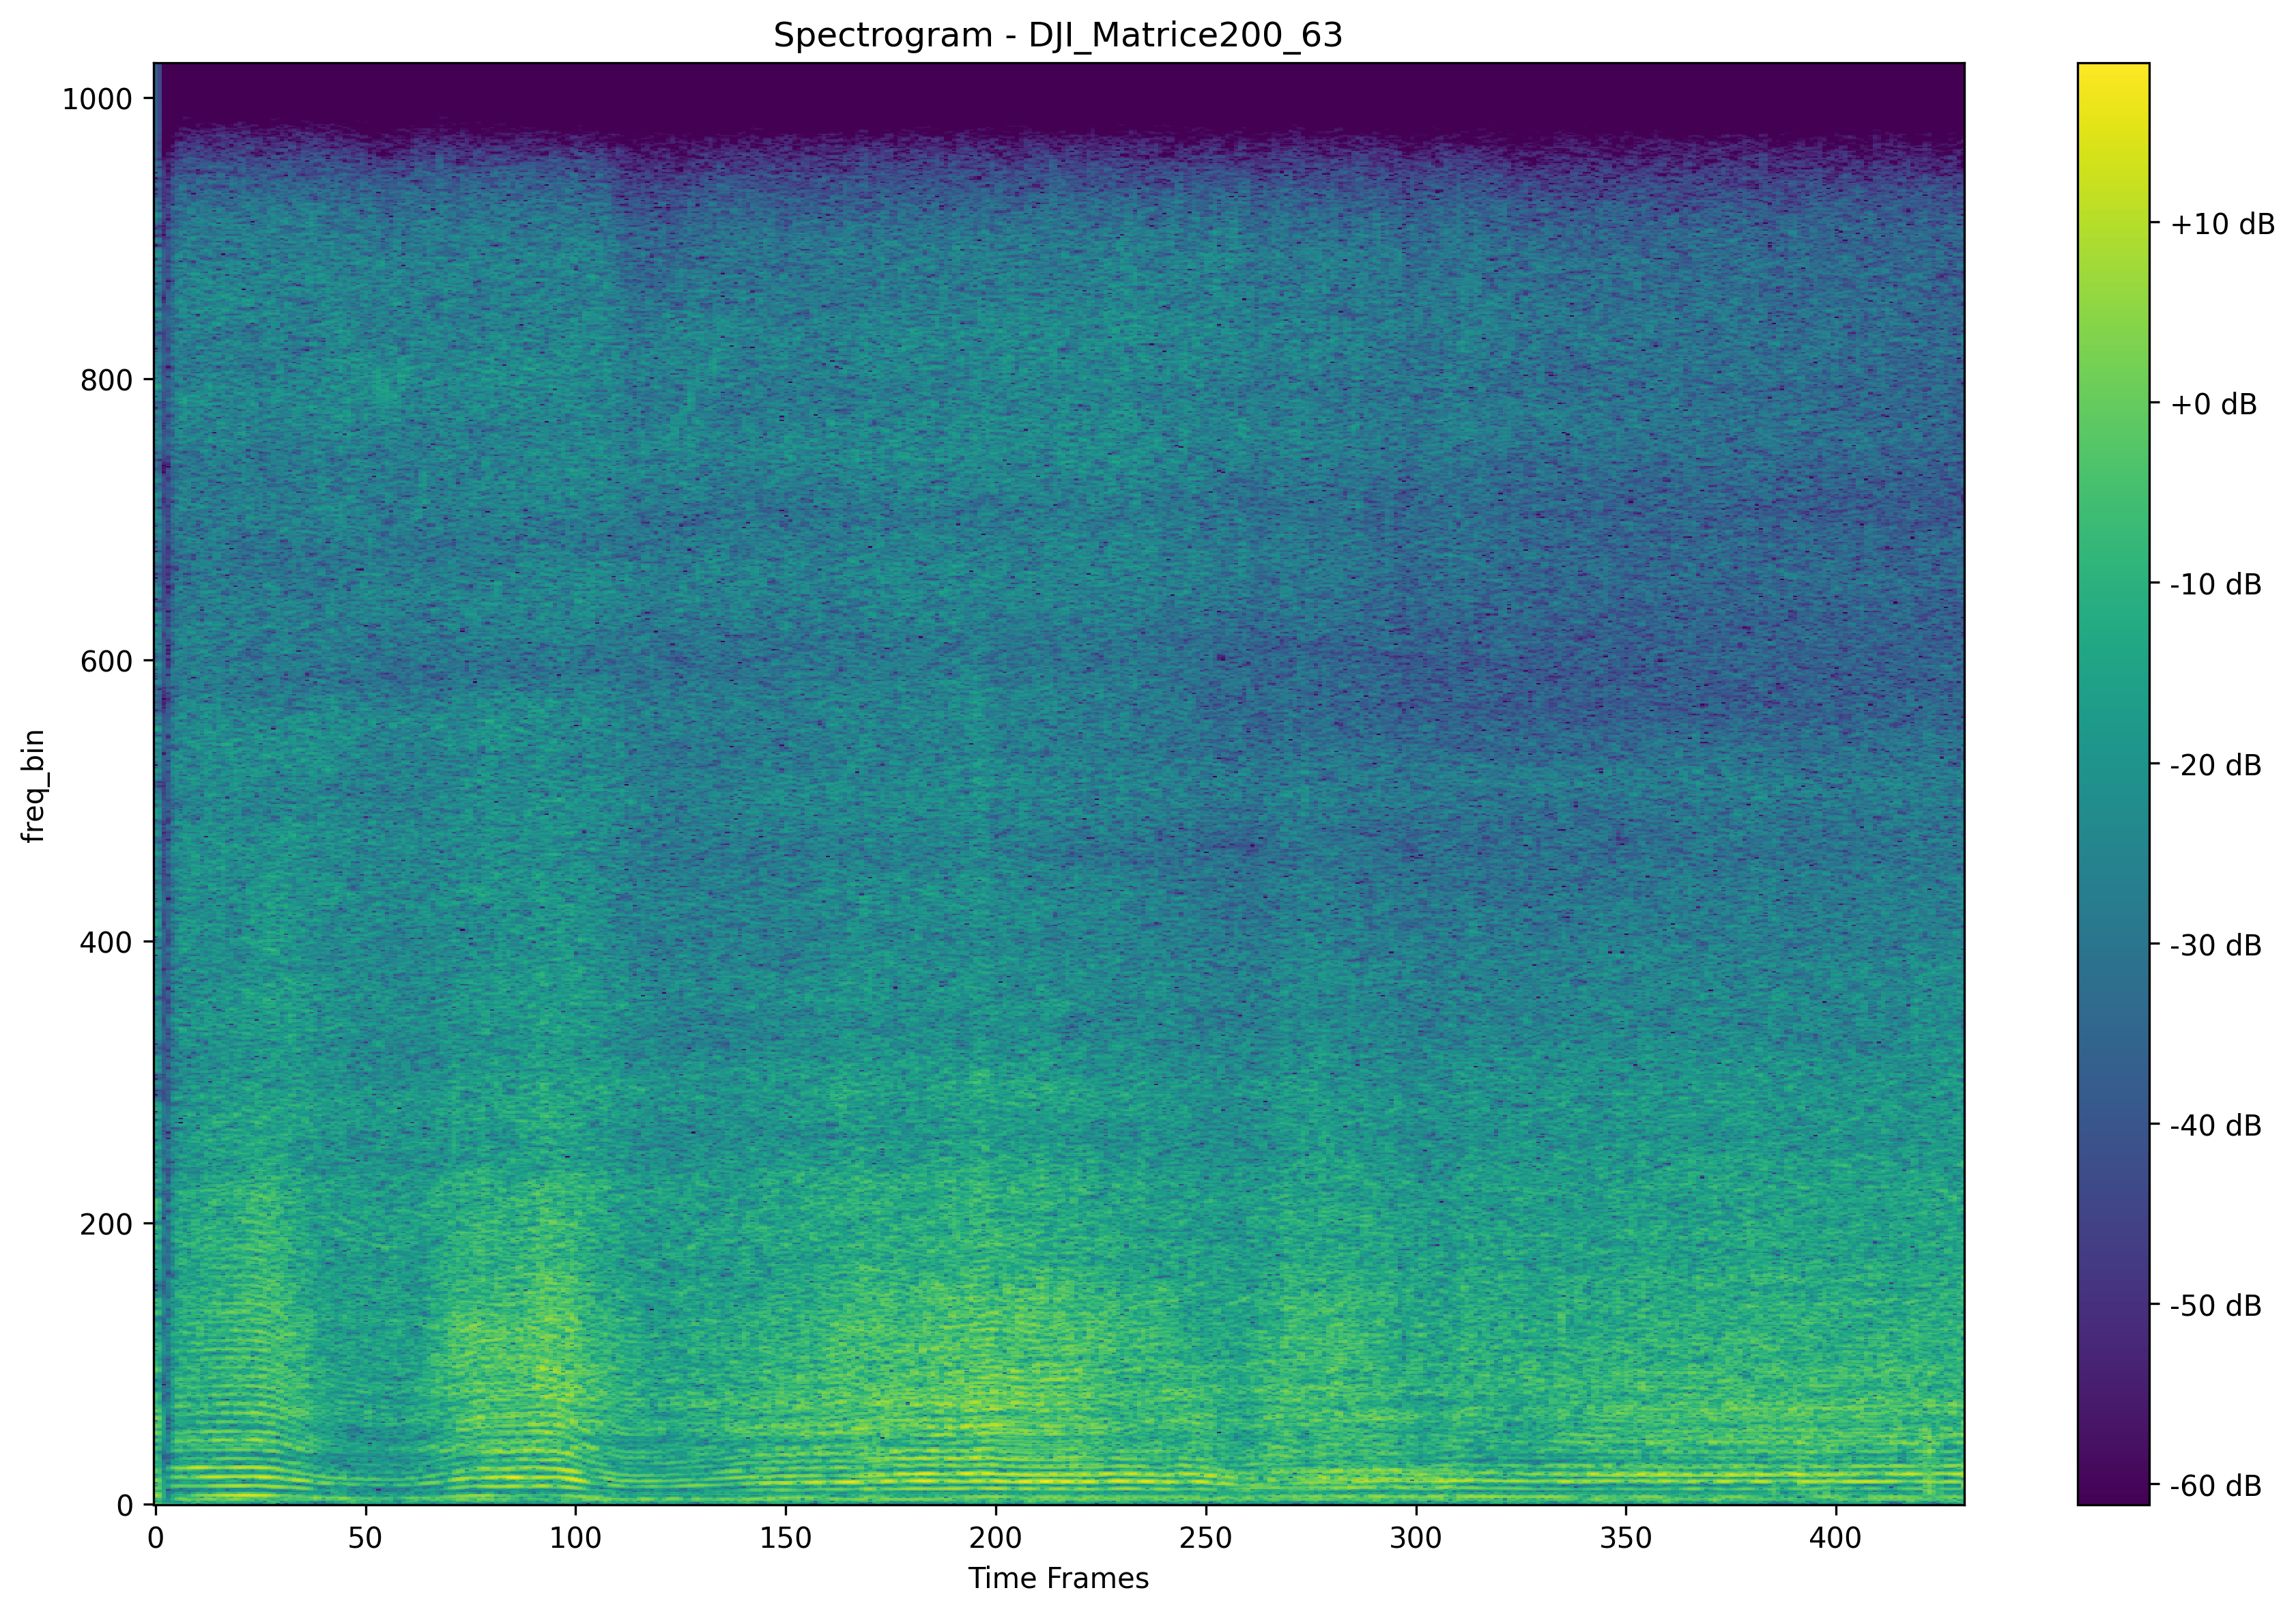 Spectrogram - DJI_Matrice200_63
1000
800
600
400
200
0
freq_bin
0 50 100 150 200 250 300 350 400
Time Frames
+10 dB
+0 dB
-10 dB
-20 dB
-30 dB
-40 dB
-50 dB
-60 dB